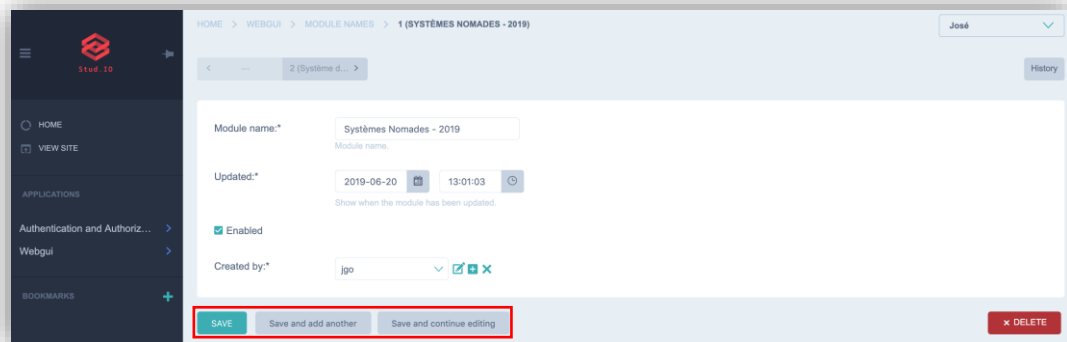 HOME > WEBGUI > MODULE NAMES > 1 (SYSTÈMES NOMADES - 2019)
José
Stud.IO
< — 2 (Système d... >
History
HOME
VIEW SITE
APPLICATIONS
Authentication and Authoriz...
Webgui
BOOKMARKS
Module name:*
Systèmes Nomades - 2019
Module name.
Updated:*
2019-06-20 13:01:03
Show when the module has been updated.
Enabled
Created by:*
jgo
SAVE Save and add another Save and continue editing
× DELETE